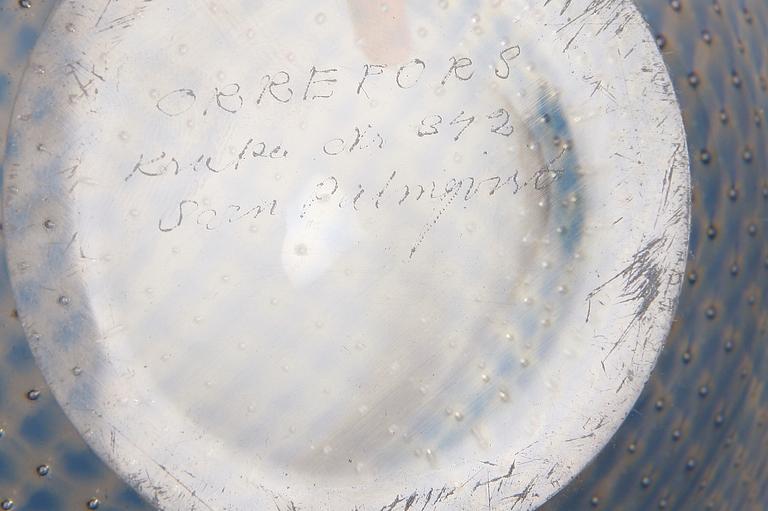 ORREFORS
Kraka Nr 342
Sven Palmqvist